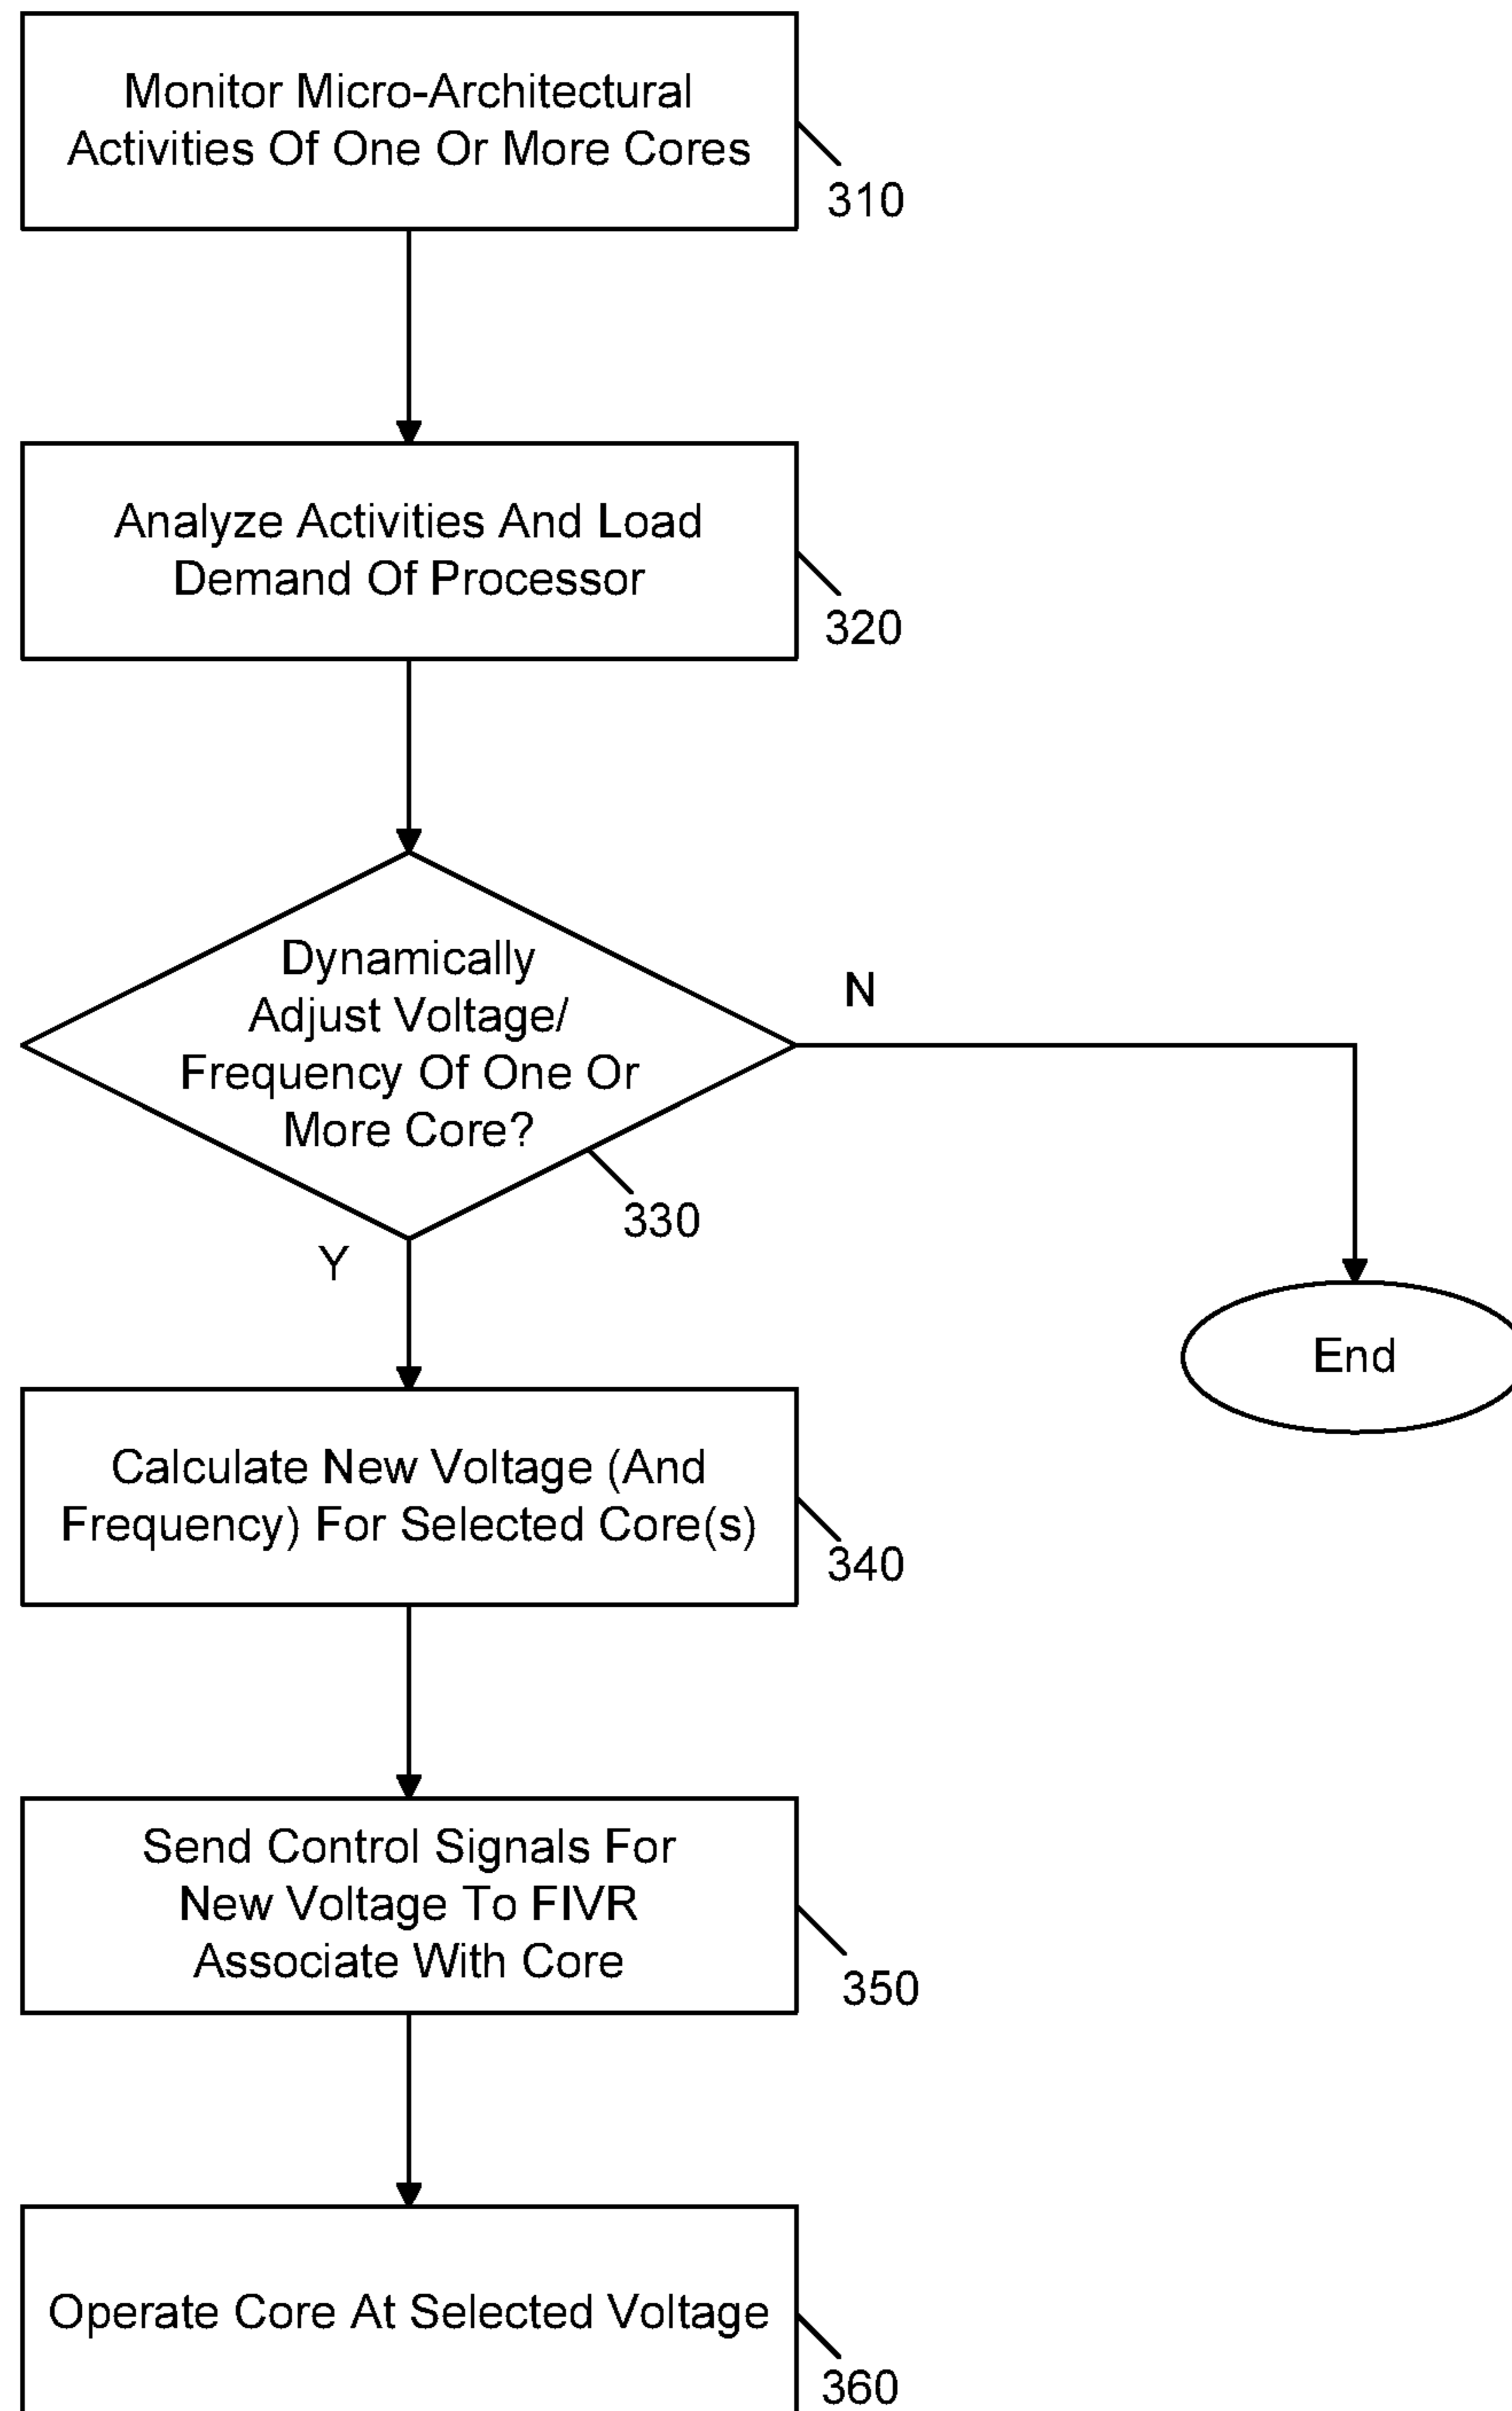 Monitor Micro-Architectural
Activities Of One Or More Cores
310
Analyze Activities And Load
Demand Of Processor
320
Dynamically
Adjust Voltage/
Frequency Of One Or
More Core?
N
330
Y
End
Calculate New Voltage (And
Frequency) For Selected Core(s)
340
Send Control Signals For
New Voltage To FIVR
Associate With Core
350
Operate Core At Selected Voltage
360